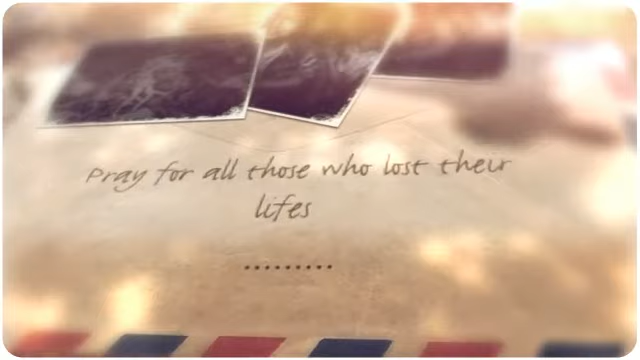 Pray for all those who lost their
lifes
.........